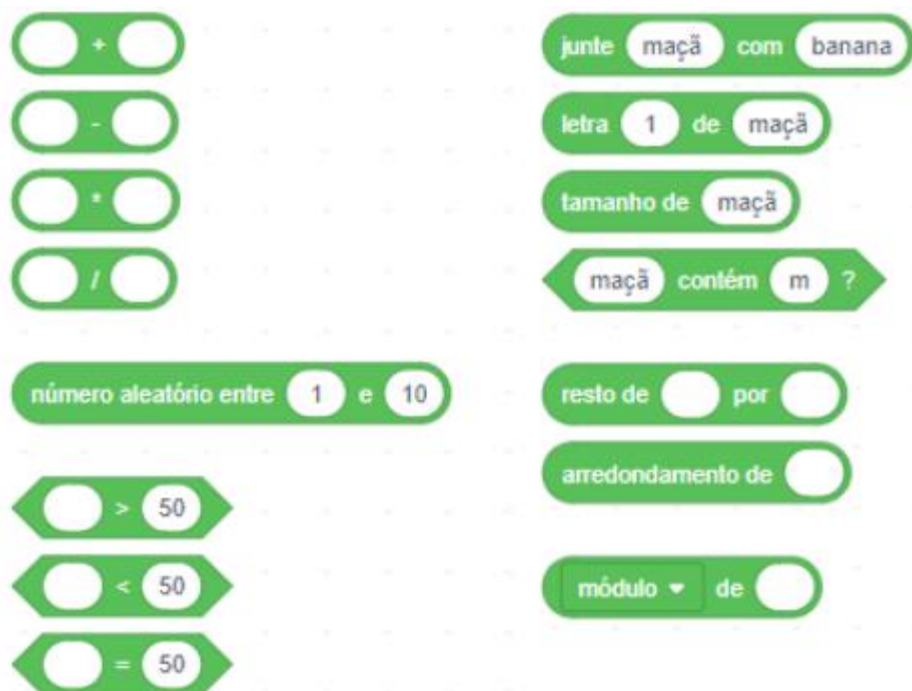 +
-
*
/
número aleatório entre 1 e 10
> 50
< 50
= 50
junte maçã com banana
letra 1 de maçã
tamanho de maçã
maçã contém m ?
resto de por
arredondamento de
módulo de